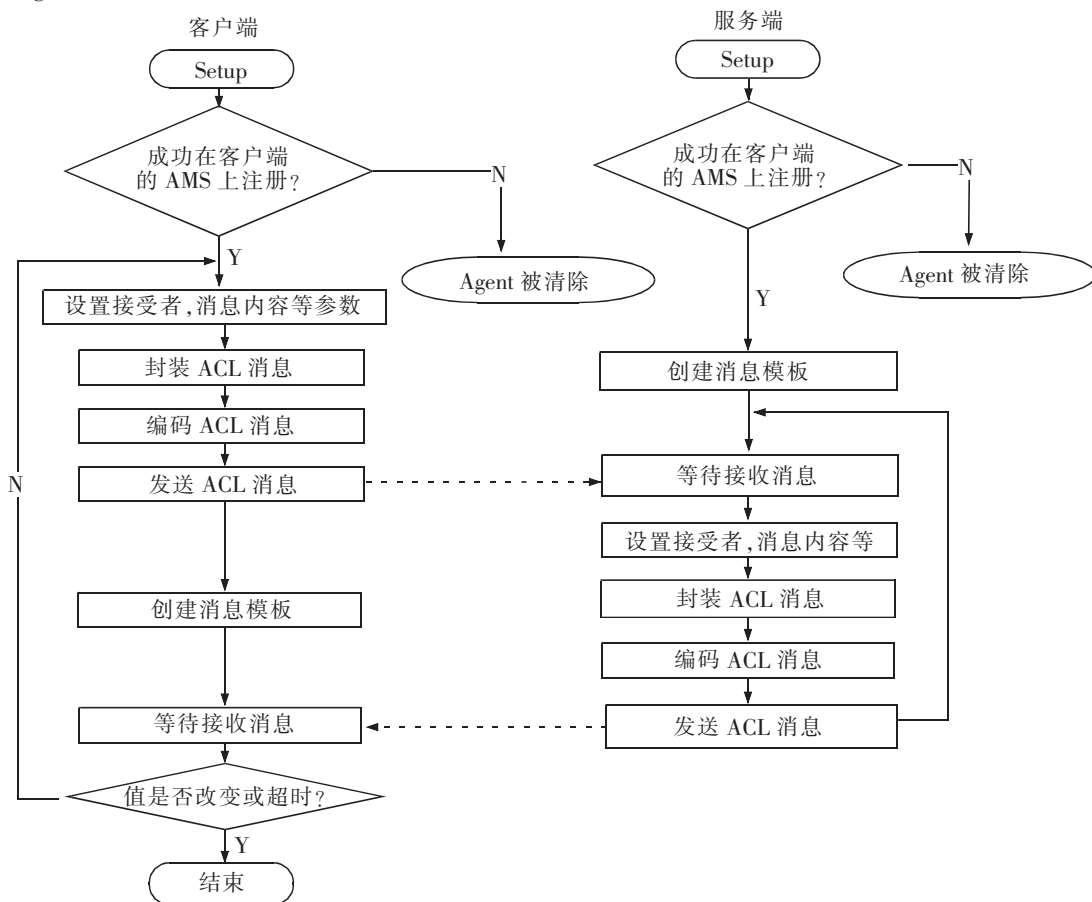 客户端
Setup
成功在客户端
的 AMS 上注册?
N
Y
Agent 被清除
设置接受者,消息内容等参数
封装 ACL 消息
编码 ACL 消息
N
发送 ACL 消息
创建消息模板
等待接收消息
值是否改变或超时?
Y
结束
服务端
Setup
成功在客户端
的 AMS 上注册?
N
Agent 被清除
Y
创建消息模板
等待接收消息
设置接受者,消息内容等
封装 ACL 消息
编码 ACL 消息
发送 ACL 消息